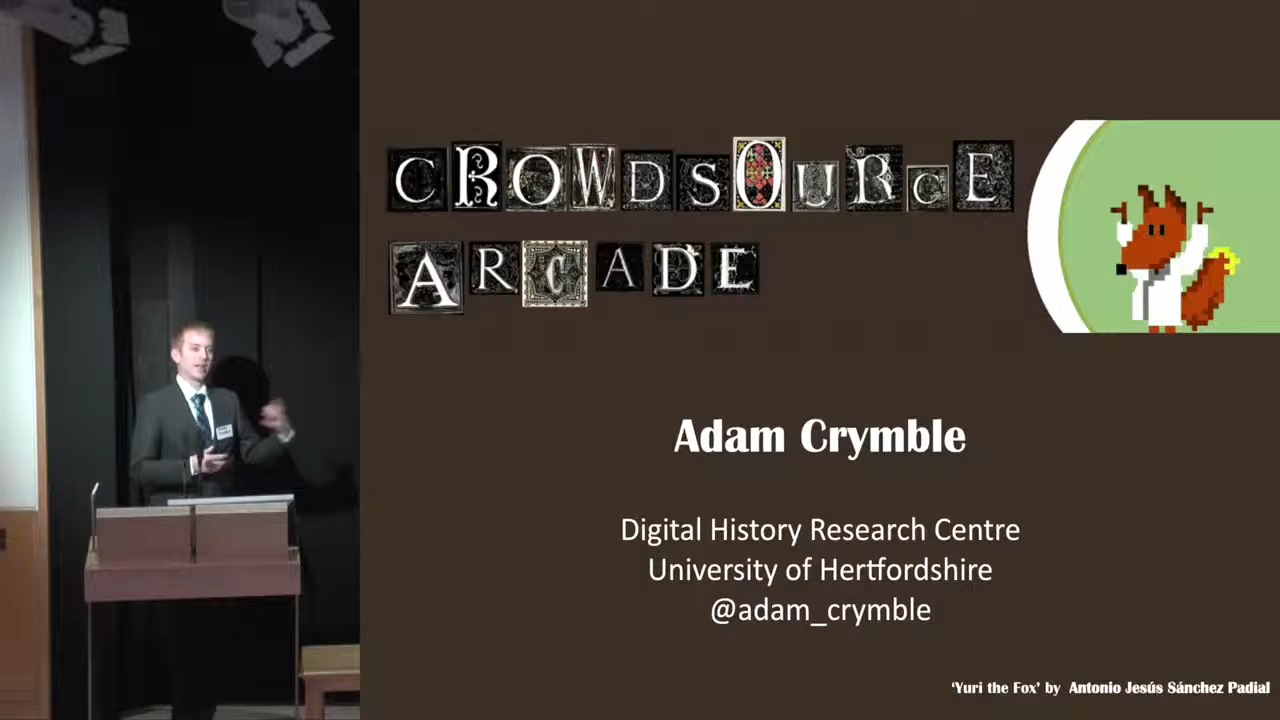 CROWDSOURCE
ARCADE
Adam Crymble
Digital History Research Centre
University of Hertfordshire
@adam_crymble
‘Yuri the Fox’ by Antonio Jesús Sánchez Padial